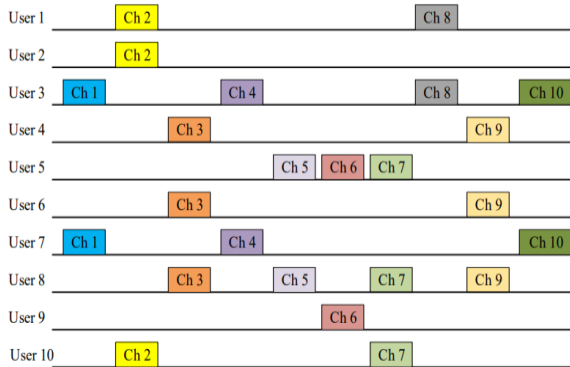 User 1 Ch 2 Ch 8
User 2 Ch 2
User 3 Ch 1 Ch 4 Ch 8 Ch 10
User 4 Ch 3 Ch 9
User 5 Ch 5 Ch 6 Ch 7
User 6 Ch 3 Ch 9
User 7 Ch 1 Ch 4 Ch 10
User 8 Ch 3 Ch 5 Ch 7 Ch 9
User 9 Ch 6
User 10 Ch 2 Ch 7